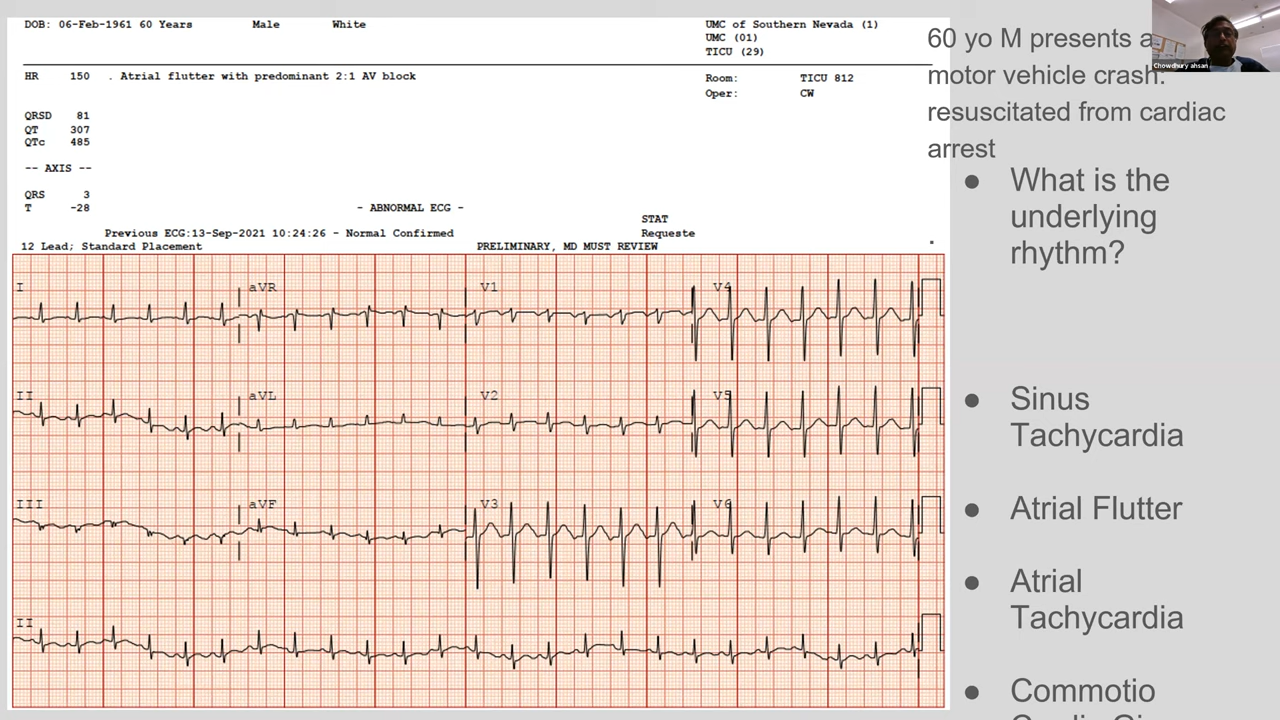 DOB: 06-Feb-1961 60 Years Male White
UMC of Southern Nevada (1)
UMC (01)
TICU (29)
HR 150 . Atrial flutter with predominant 2:1 AV block
Room: TICU 812
Oper: CW
QRSD 81
QT 307
QTc 485
-- AXIS --
QRS 3
T -28
- ABNORMAL ECG -
STAT
Previous ECG:13-Sep-2021 10:24:26 - Normal Confirmed
Requeste
12 Lead; Standard Placement
PRELIMINARY, MD MUST REVIEW
I aVR V1 V4
II aVL V2 V5
III aVF V3 V6
II
60 yo M presents
motor vehicle crash.
resuscitated from cardiac
arrest
Chowdhury ahsan
● What is the
underlying
rhythm?
● Sinus
Tachycardia
● Atrial Flutter
● Atrial
Tachycardia
● Commotio